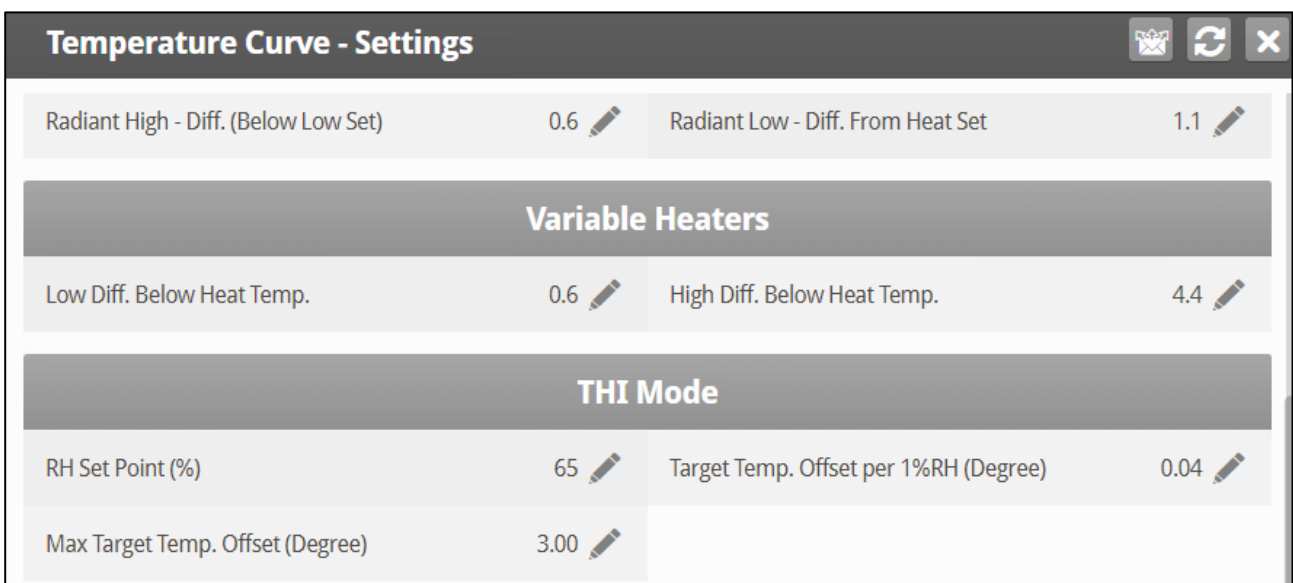 Temperature Curve - Settings
Radiant High - Diff. (Below Low Set) 0.6 Radiant Low - Diff. From Heat Set 1.1
Variable Heaters
Low Diff. Below Heat Temp. 0.6 High Diff. Below Heat Temp. 4.4
THI Mode
RH Set Point (%) 65 Target Temp. Offset per 1%RH (Degree) 0.04
Max Target Temp. Offset (Degree) 3.00